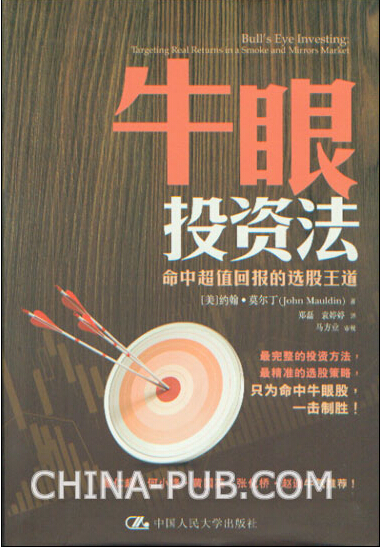 Bull's Eye Investing:
Targeting Real Returns in a Smoke and Mirrors Market
牛眼
投资法
命中超值回报的选股王道
[美]约翰·莫尔丁(John Mauldin) 著
郑磊 袁婷婷 译
马方业 审校
最完整的投资方法，
最精准的选股策略，
只为命中牛眼股，
一击制胜！
CHINA-PUB.COM
中国人民大学出版社